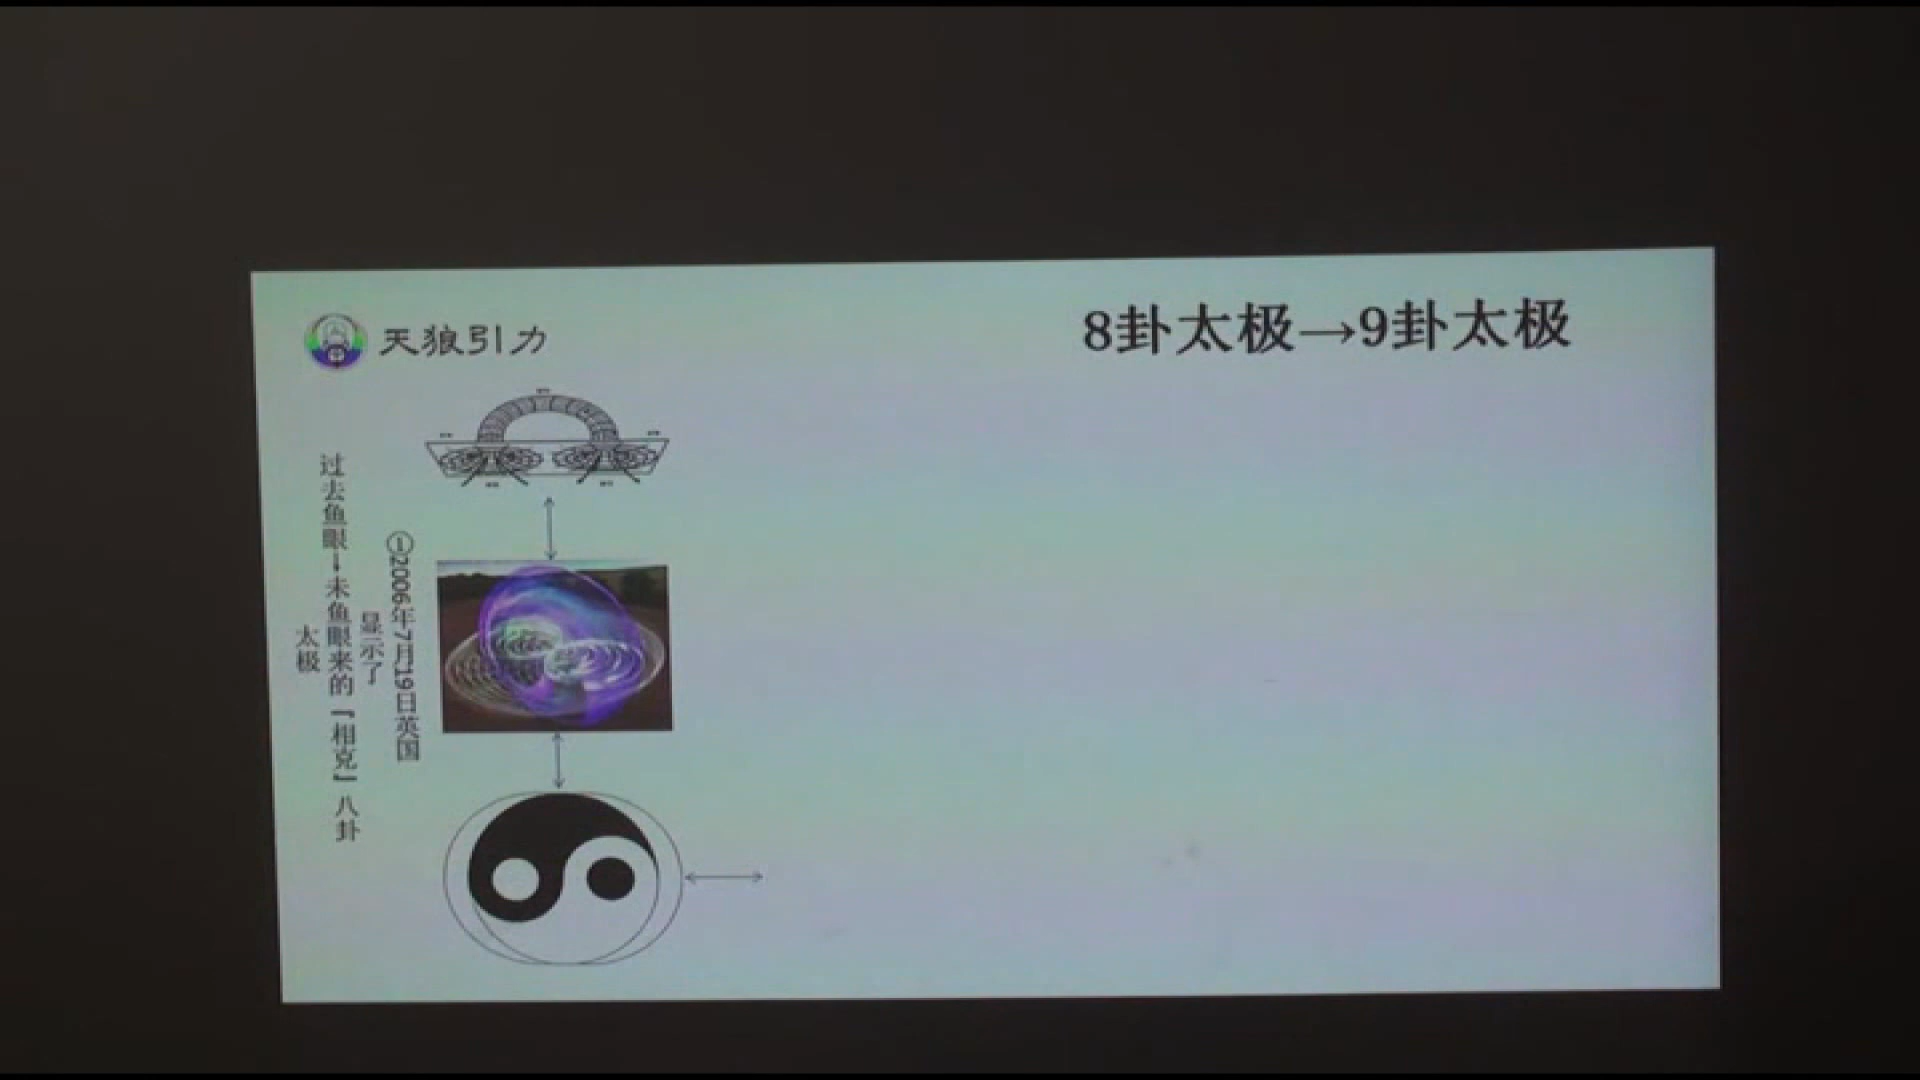 天狼引力
8卦太极→9卦太极
①2006年7月19日英国
显示了
过去鱼眼→未鱼眼来的『相克』八卦
太极